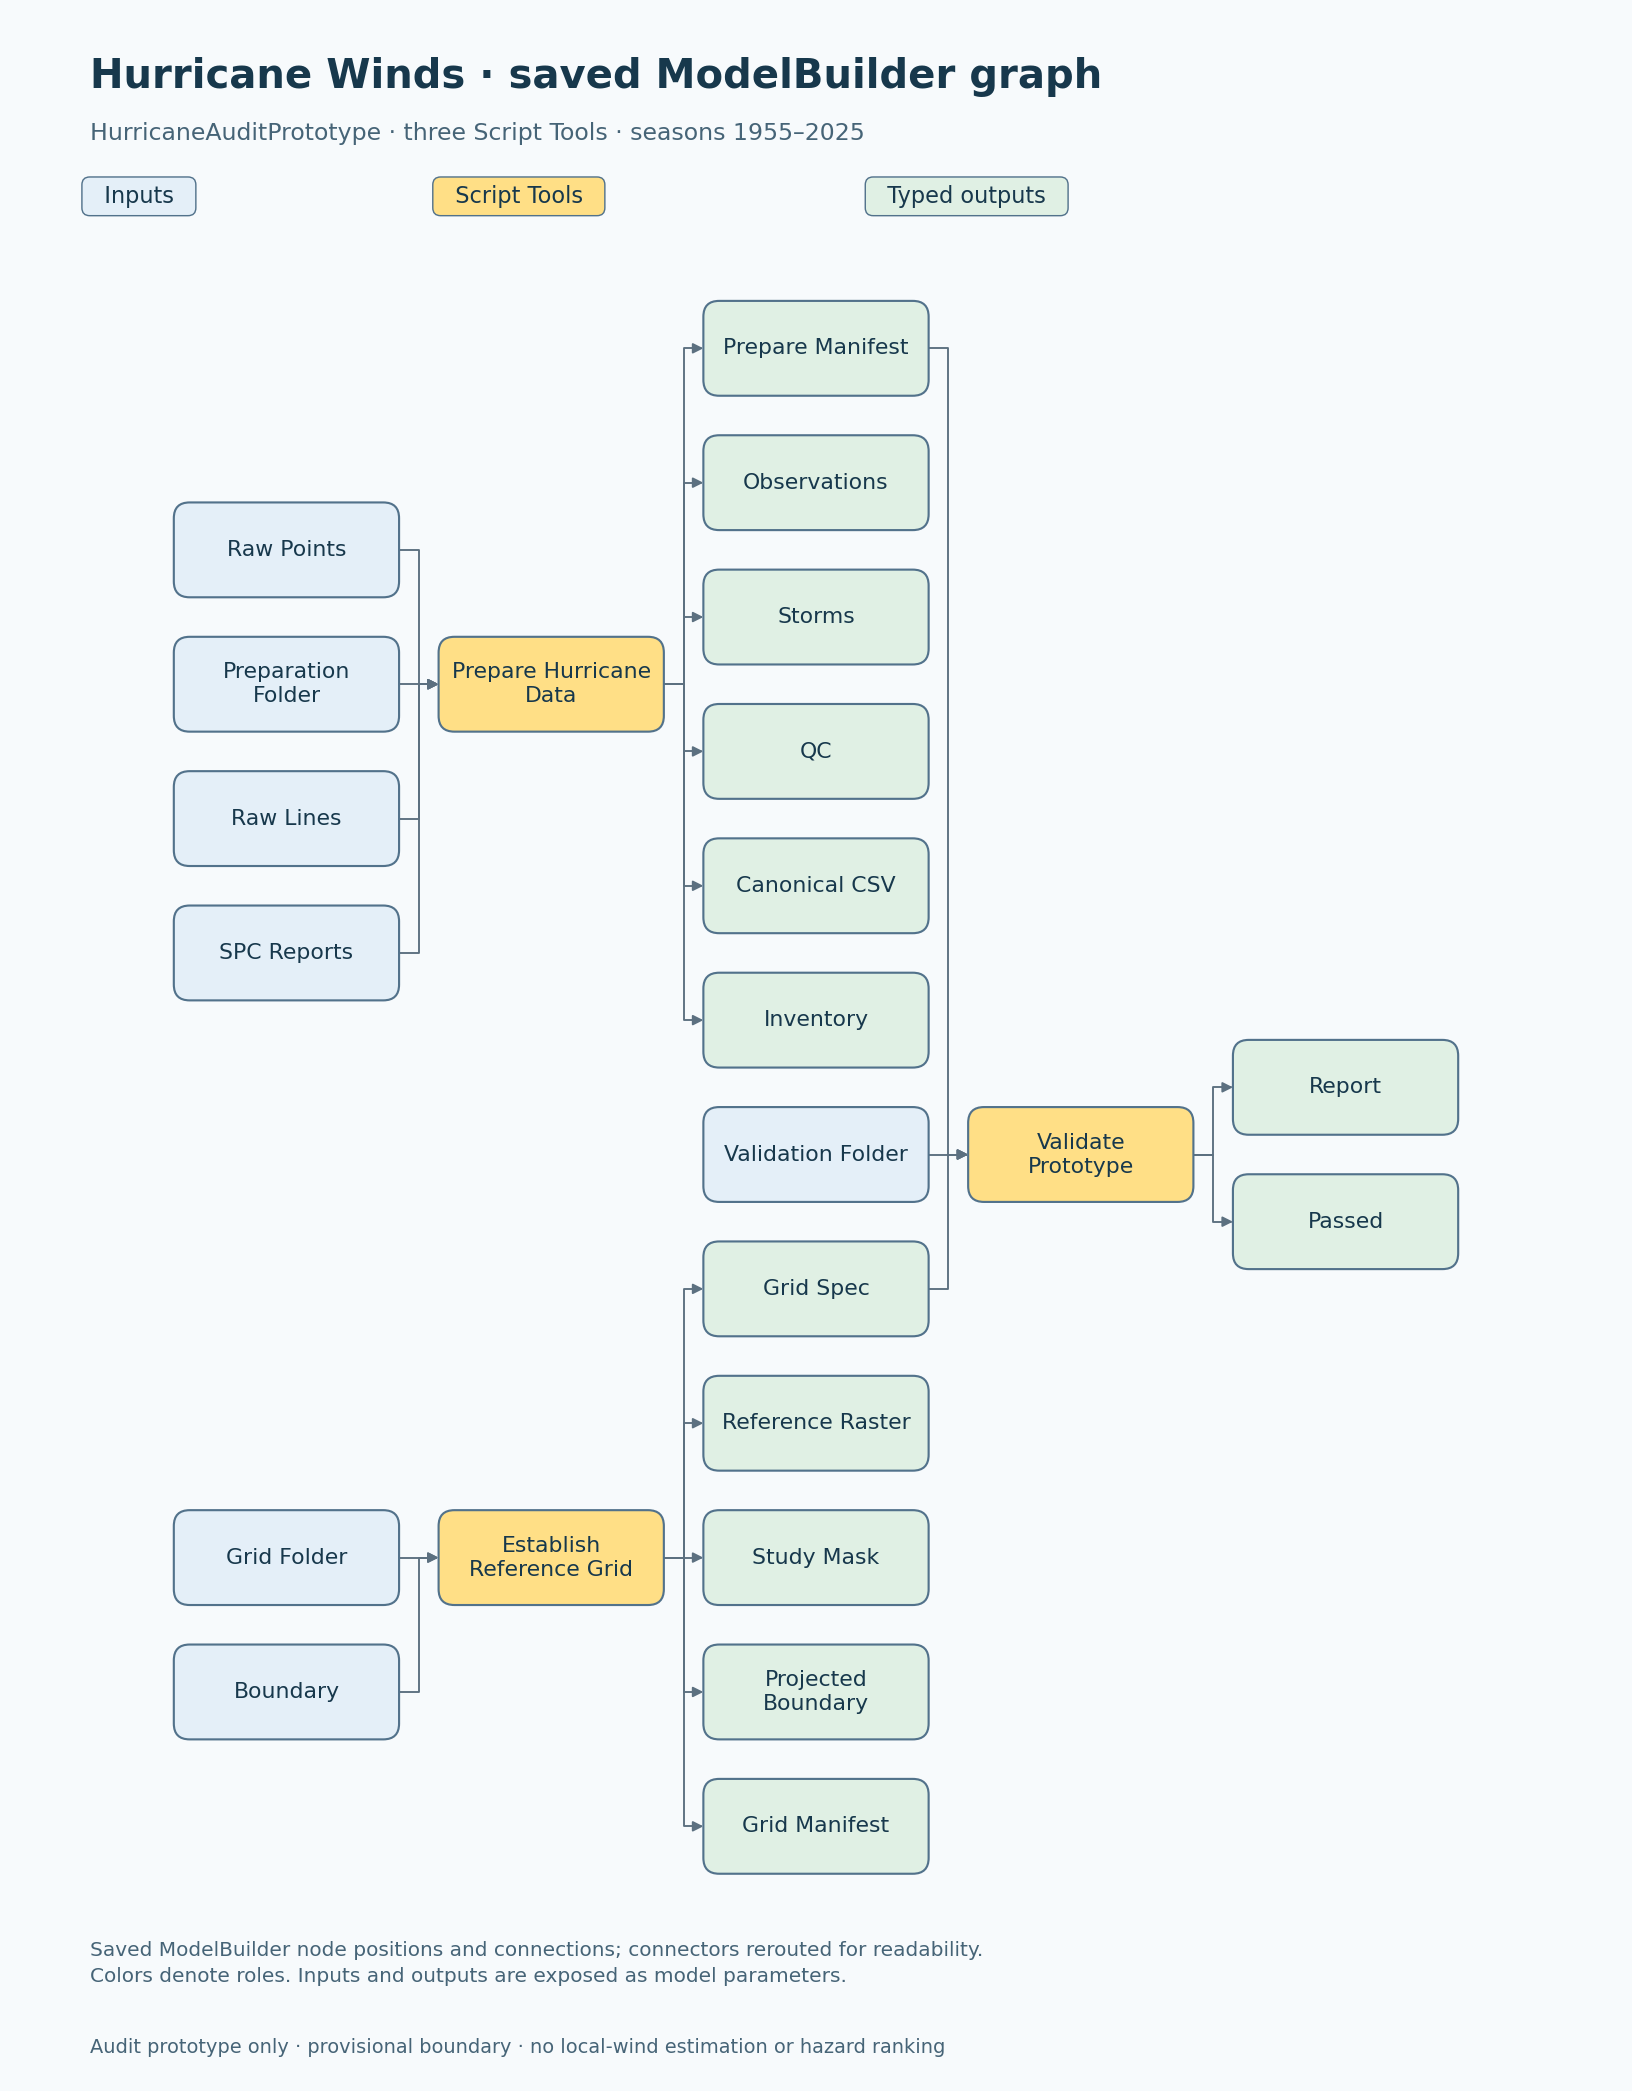 Hurricane Winds · saved ModelBuilder graph
HurricaneAuditPrototype · three Script Tools · seasons 1955–2025
Inputs
Script Tools
Typed outputs
Prepare Manifest
Observations
Raw Points
Storms
Preparation
Folder
Prepare Hurricane
Data
QC
Raw Lines
Canonical CSV
SPC Reports
Inventory
Report
Validation Folder
Validate
Prototype
Passed
Grid Spec
Reference Raster
Grid Folder
Establish
Reference Grid
Study Mask
Boundary
Projected
Boundary
Grid Manifest
Saved ModelBuilder node positions and connections; connectors rerouted for readability.
Colors denote roles. Inputs and outputs are exposed as model parameters.
Audit prototype only · provisional boundary · no local-wind estimation or hazard ranking